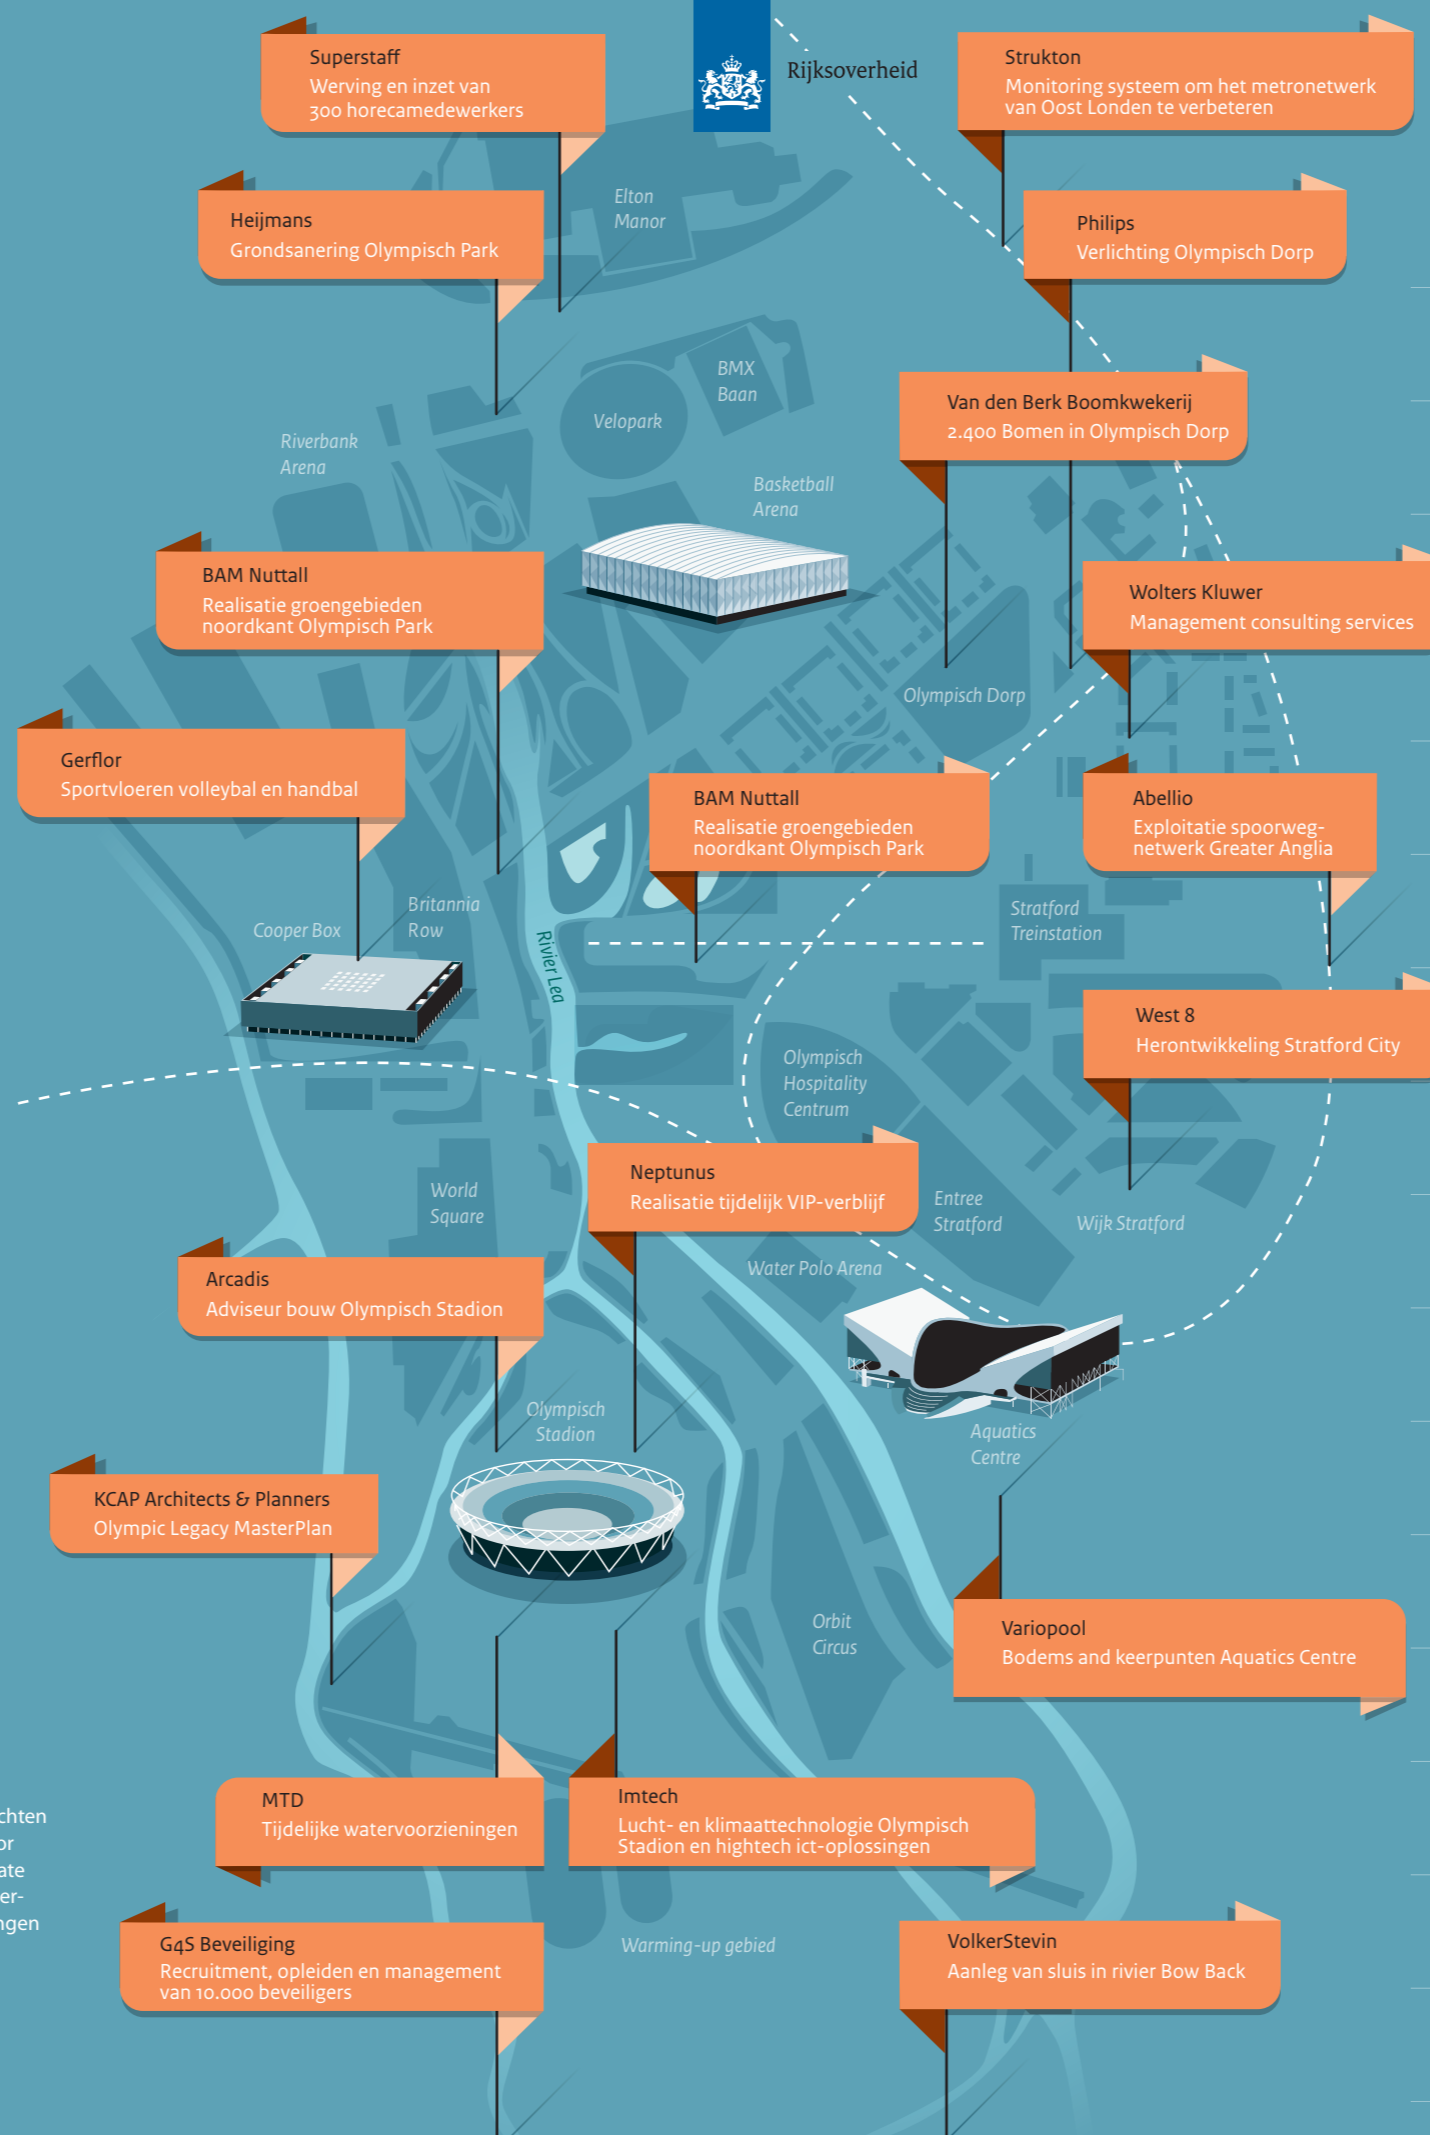 Superstaff
Werving en inzet van
300 horecamedewerkers
Rijksoverheid
Strukton
Monitoring systeem om het metronetwerk
van Oost Londen te verbeteren
Heijmans
Grondsanering Olympisch Park
Elton
Manor
Philips
Verlichting Olympisch Dorp
BMX
Baan
Velopark
Van den Berk Boomkwekerij
2.400 Bomen in Olympisch Dorp
Riverbank
Arena
Basketball
Arena
BAM Nuttall
Realisatie groengebieden
noordkant Olympisch Park
Wolters Kluwer
Management consulting services
Olympisch Dorp
Gerflor
Sportvloeren volleybal en handbal
BAM Nuttall
Realisatie groengebieden
noordkant Olympisch Park
Abellio
Exploitatie spoorweg-
netwerk Greater Anglia
Cooper Box
Britannia
Row
Rivier Lea
Stratford
Treinstation
West 8
Herontwikkeling Stratford City
Olympisch
Hospitality
Centrum
Neptunus
Realisatie tijdelijk VIP-verblijf
World
Square
Entree
Stratford
Wijk Stratford
Water Polo Arena
Arcadis
Adviseur bouw Olympisch Stadion
Olympisch
Stadion
Aquatics
Centre
KCAP Architects & Planners
Olympic Legacy MasterPlan
Orbit
Circus
Variopool
Bodems and keerpunten Aquatics Centre
MTD
Tijdelijke watervoorzieningen
Imtech
Lucht- en klimaattechnologie Olympisch
Stadion en hightech ict-oplossingen
chten
or
ate
er-
ngen
G4S Beveiliging
Recruitment, opleiden en management
van 10.000 beveiligers
Warming-up gebied
VolkerStevin
Aanleg van sluis in rivier Bow Back